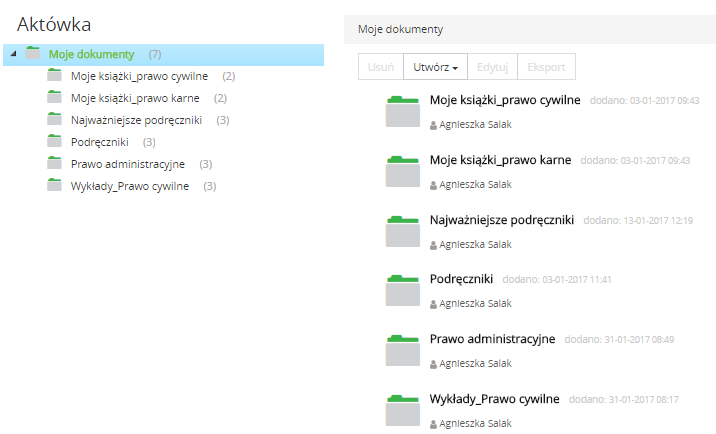 Aktówka
Moje dokumenty (7)
Moje książki_prawo cywilne (2)
Moje książki_prawo karne (2)
Najważniejsze podręczniki (3)
Podręczniki (3)
Prawo administracyjne (3)
Wykłady_Prawo cywilne (3)
Moje dokumenty
Usuń Utwórz Edytuj Eksport
Moje książki_prawo cywilne dodano: 03-01-2017 09:43
Agnieszka Salak
Moje książki_prawo karne dodano: 03-01-2017 09:43
Agnieszka Salak
Najważniejsze podręczniki dodano: 13-01-2017 12:19
Agnieszka Salak
Podręczniki dodano: 03-01-2017 11:41
Agnieszka Salak
Prawo administracyjne dodano: 31-01-2017 08:49
Agnieszka Salak
Wykłady_Prawo cywilne dodano: 31-01-2017 08:17
Agnieszka Salak